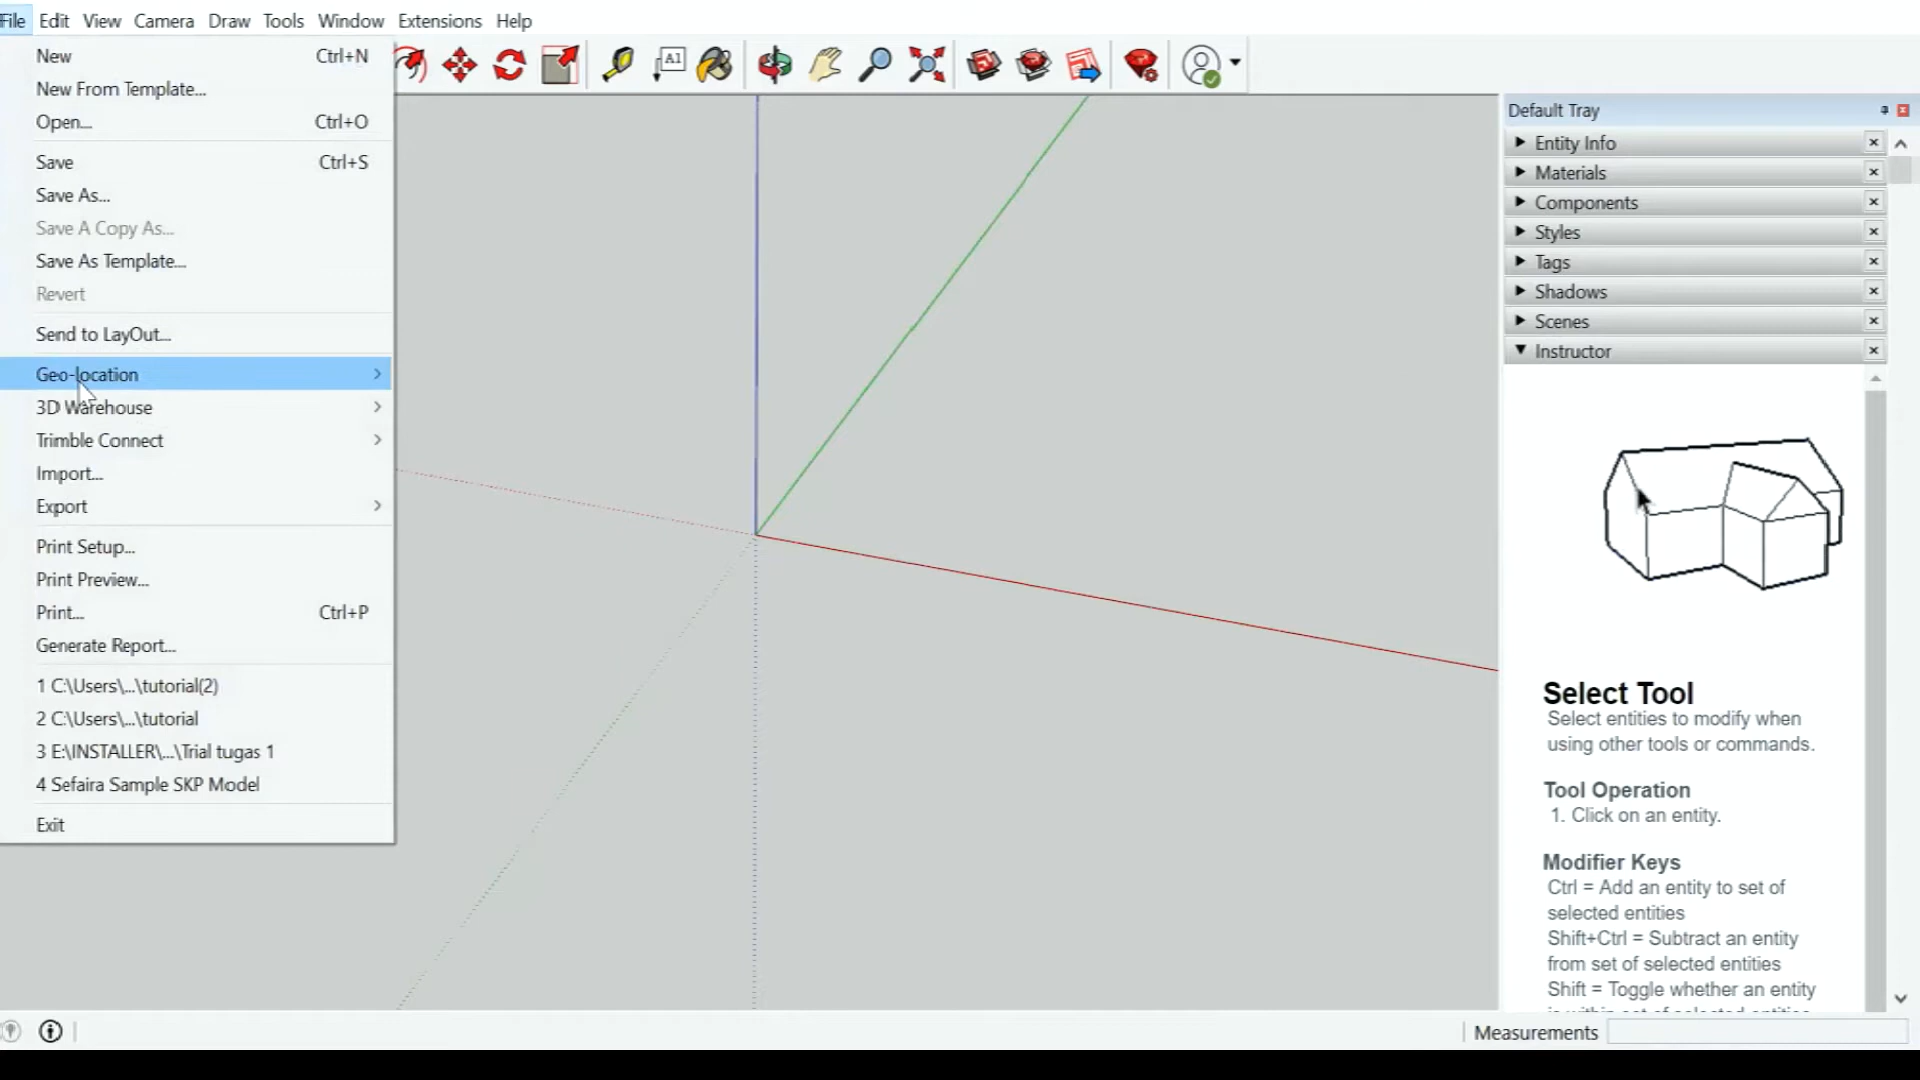 File Edit View Camera Draw Tools Window Extensions Help
New Ctrl+N
New From Template...
Open... Ctrl+O
Save Ctrl+S
Save As...
Save A Copy As...
Save As Template...
Revert
Send to LayOut...
Geo-location
3D Warehouse
Trimble Connect
Import...
Export
Print Setup...
Print Preview...
Print... Ctrl+P
Generate Report...
1 C:\Users\...\tutorial(2)
2 C:\Users\...\tutorial
3 E:\INSTALLER\...\Trial tugas 1
4 Sefaira Sample SKP Model
Exit
A1
Default Tray
Entity Info
Materials
Components
Styles
Tags
Shadows
Scenes
Instructor
Select Tool
Select entities to modify when
using other tools or commands.
Tool Operation
1. Click on an entity.
Modifier Keys
Ctrl = Add an entity to set of
selected entities
Shift+Ctrl = Subtract an entity
from set of selected entities
Shift = Toggle whether an entity
Measurements